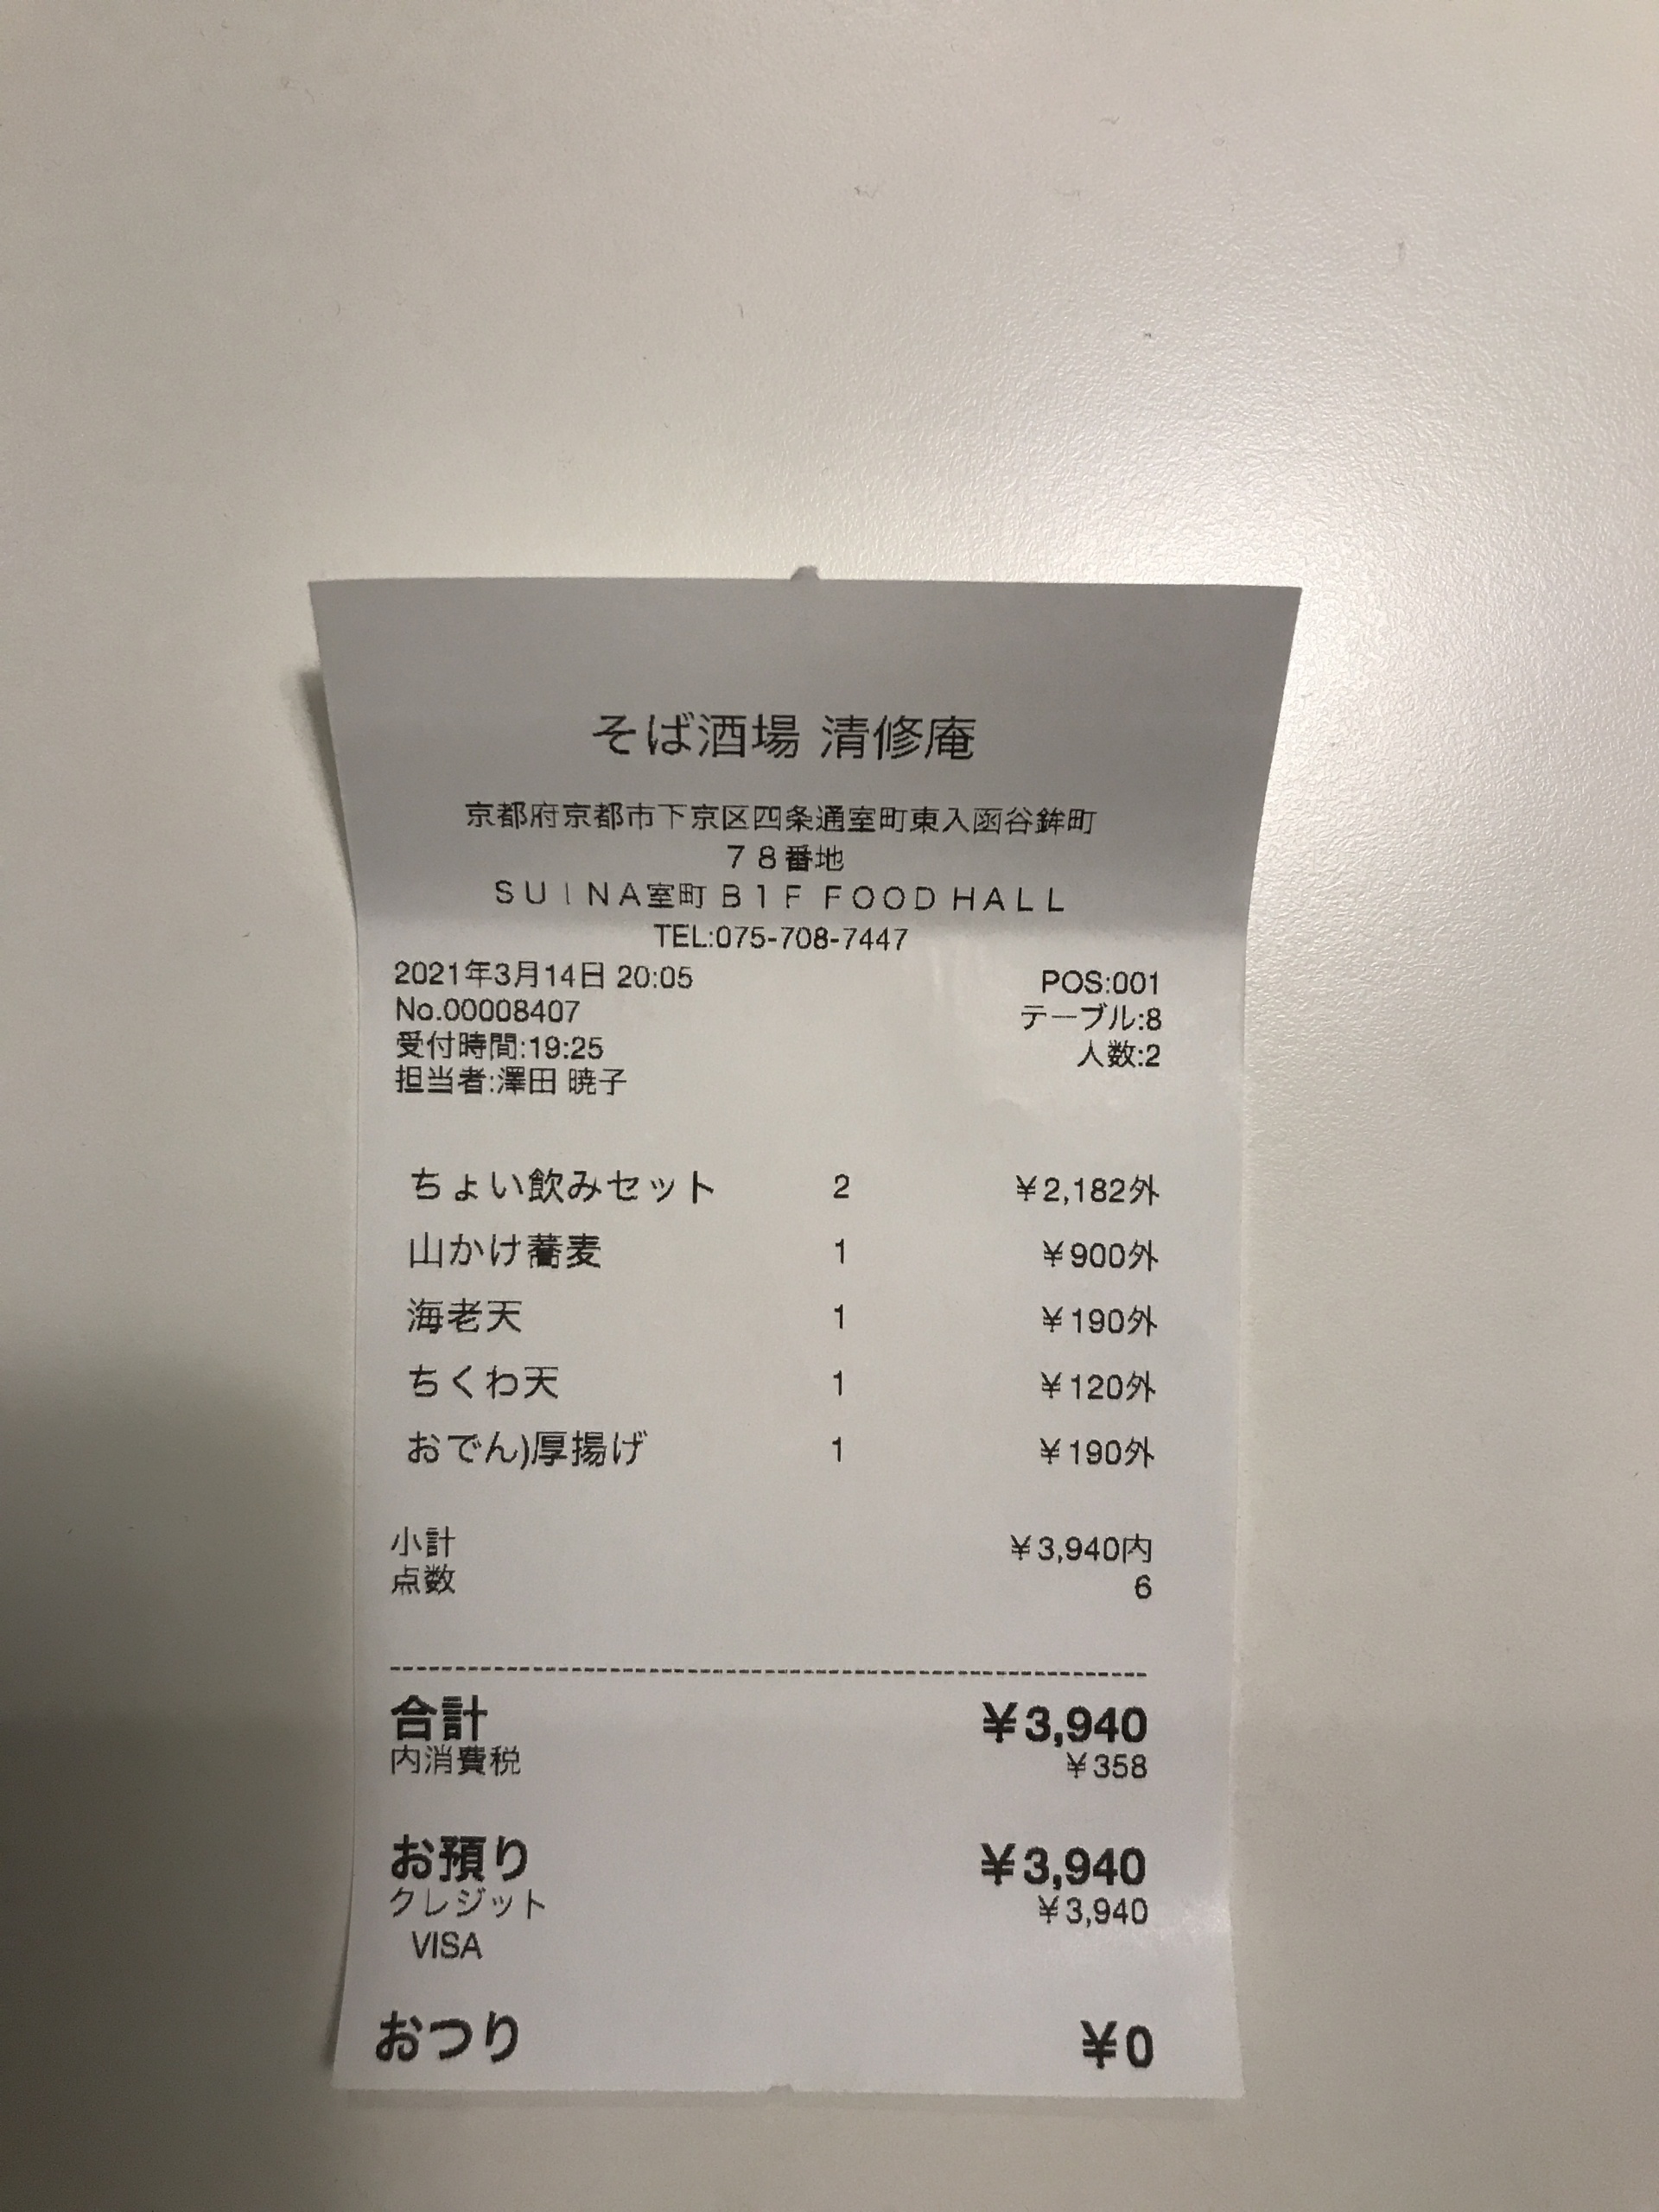 そば酒場 清修庵
京都府京都市下京区四条通室町東入函谷鉾町
７８番地
ＳＵＩＮＡ室町 Ｂ１Ｆ ＦＯＯＤ ＨＡＬＬ
TEL:075-708-7447
2021年3月14日 20:05 POS:001
No.00008407 テーブル:8
受付時間:19:25 人数:2
担当者:澤田 暁子
ちょい飲みセット 2 ¥2,182外
山かけ蕎麦 1 ¥900外
海老天 1 ¥190外
ちくわ天 1 ¥120外
おでん)厚揚げ 1 ¥190外
小計 ¥3,940内
点数 6
--------------------------------
合計 ¥3,940
内消費税 ¥358
お預り ¥3,940
クレジット ¥3,940
VISA
おつり ¥0